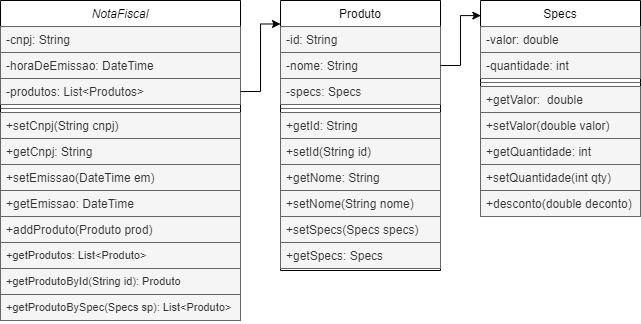 NotaFiscal
-cnpj: String
-horaDeEmissao: DateTime
-produtos: List<Produtos>
+setCnpj(String cnpj)
+getCnpj: String
+setEmissao(DateTime em)
+getEmissao: DateTime
+addProduto(Produto prod)
+getProdutos: List<Produto>
+getProdutoById(String id): Produto
+getProdutoBySpec(Specs sp): List<Produto>
Produto
-id: String
-nome: String
-specs: Specs
+getId: String
+setId(String id)
+getNome: String
+setNome(String nome)
+setSpecs(Specs specs)
+getSpecs: Specs
Specs
-valor: double
-quantidade: int
+getValor:  double
+setValor(double valor)
+getQuantidade: int
+setQuantidade(int qty)
+desconto(double deconto)